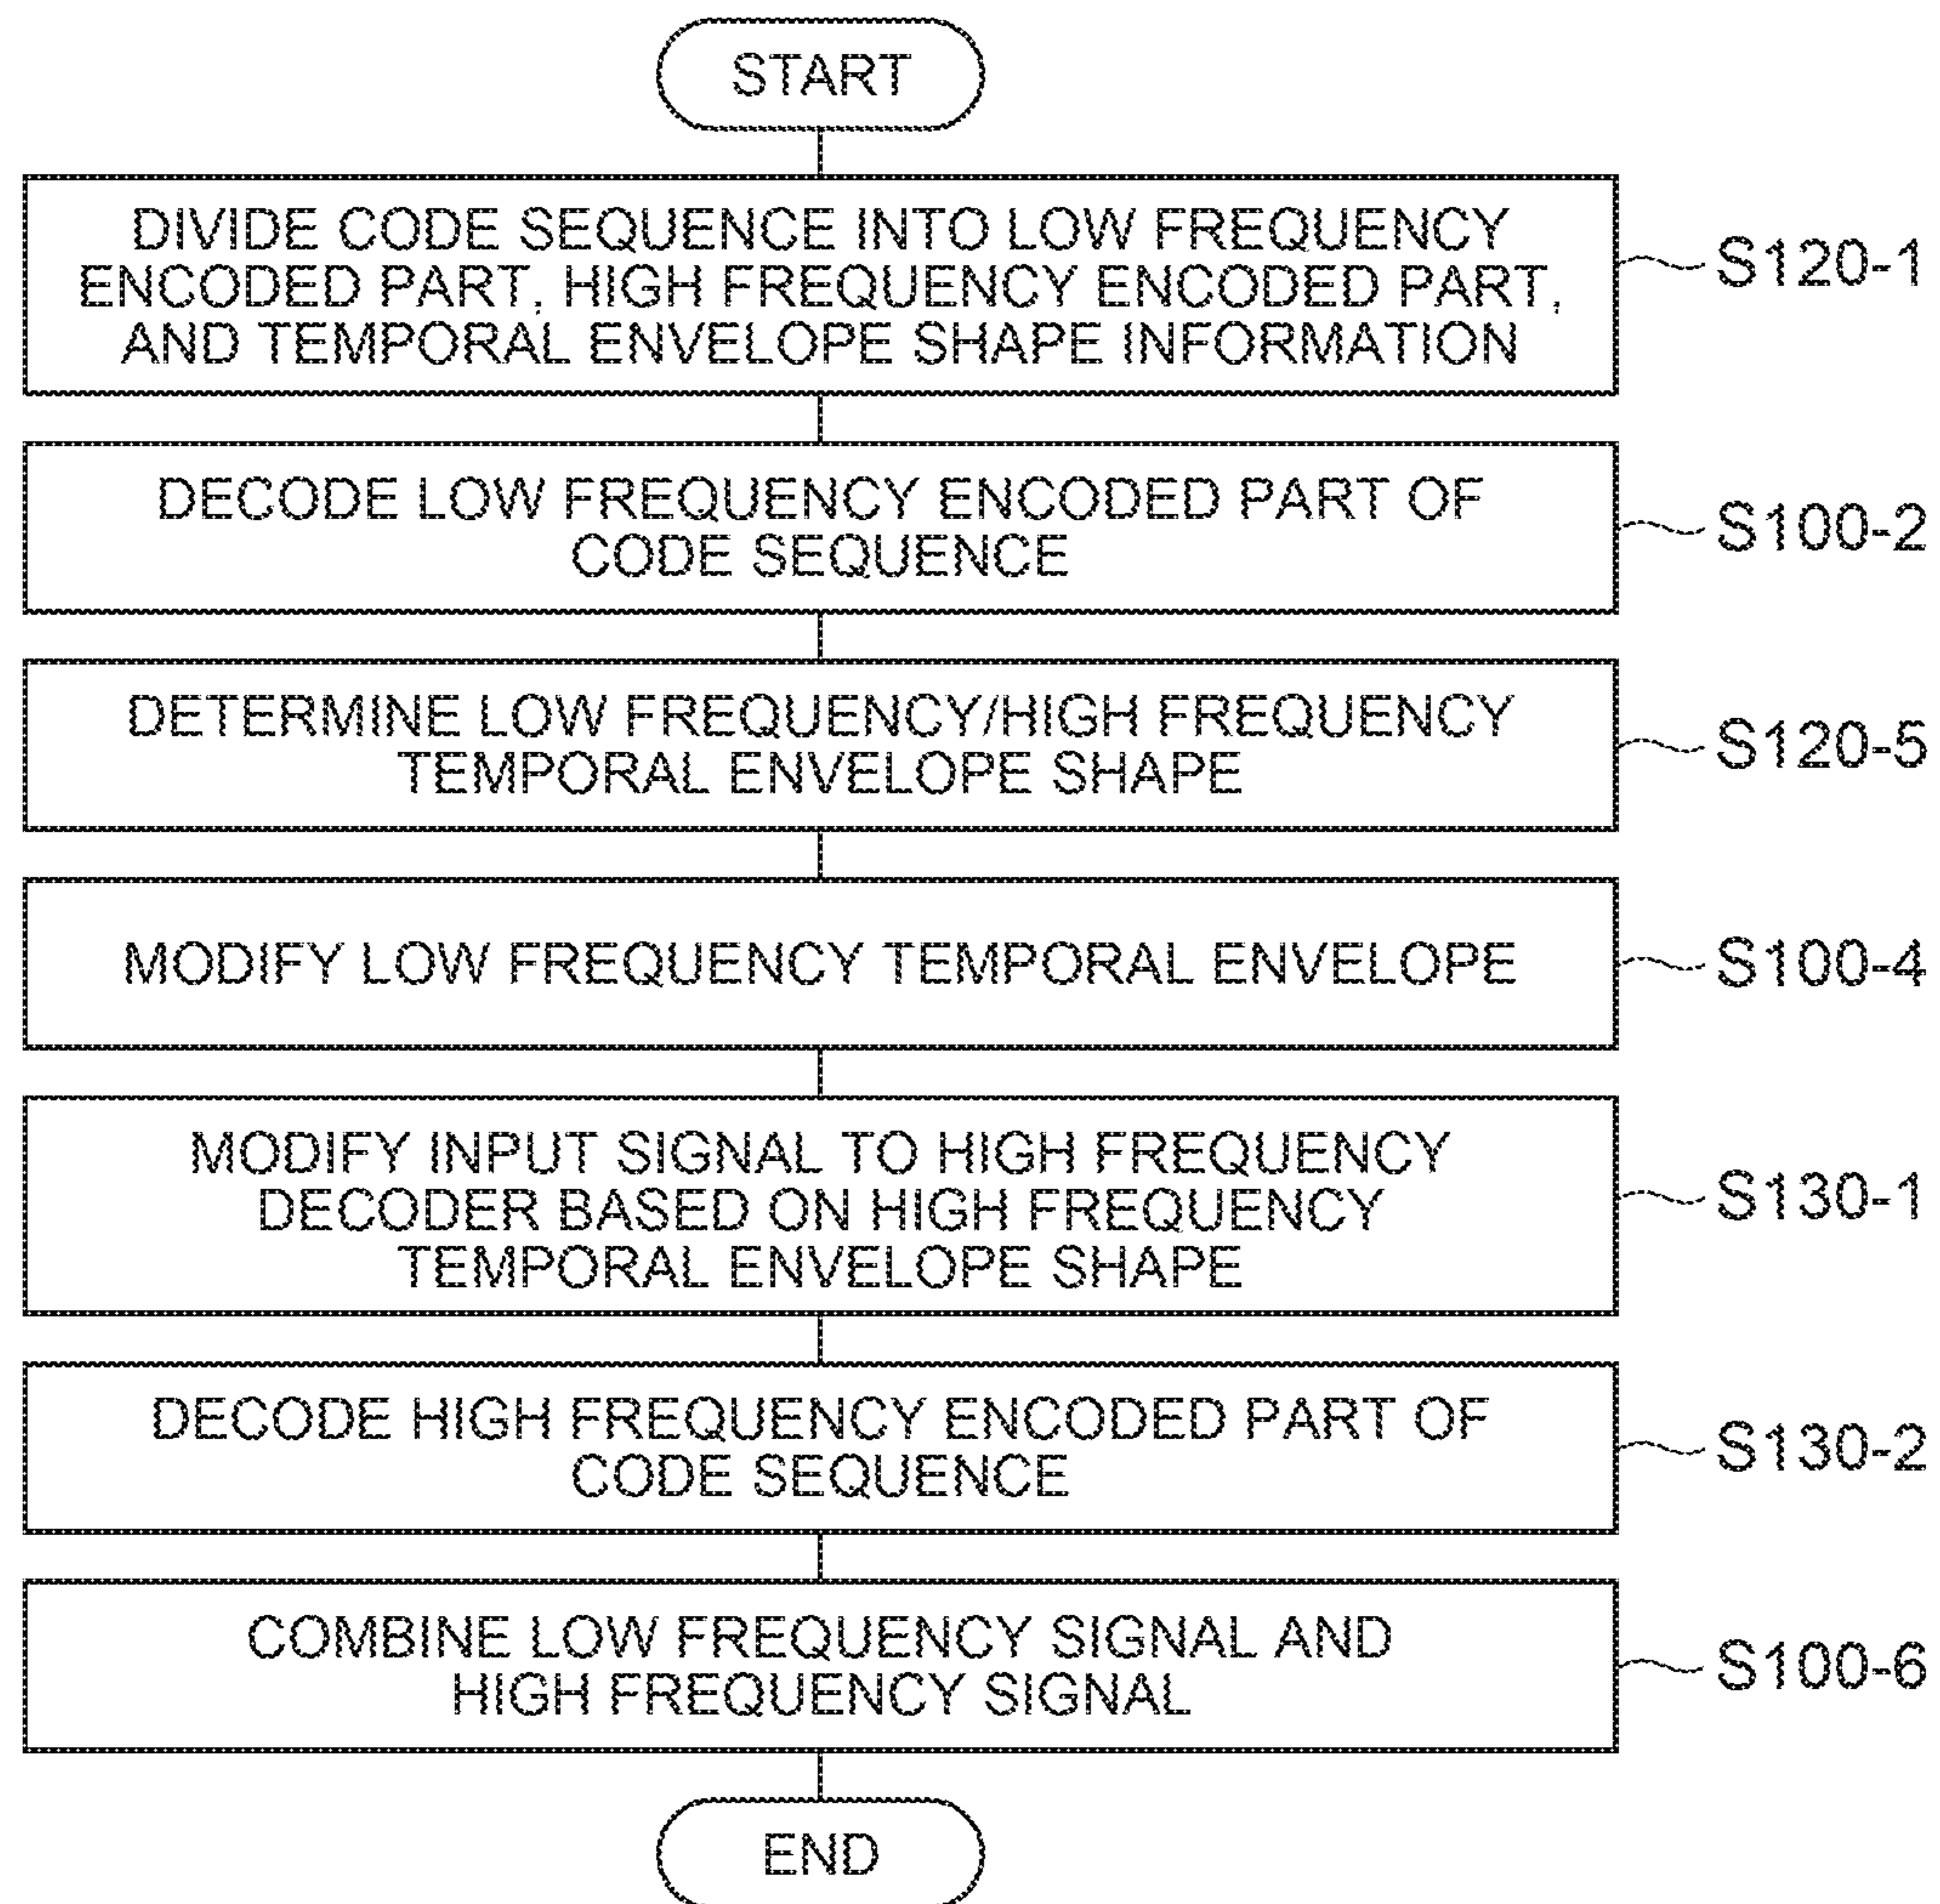 START
DIVIDE CODE SEQUENCE INTO LOW FREQUENCY
ENCODED PART, HIGH FREQUENCY ENCODED PART,
AND TEMPORAL ENVELOPE SHAPE INFORMATION
S120-1
DECODE LOW FREQUENCY ENCODED PART OF
CODE SEQUENCE
S100-2
DETERMINE LOW FREQUENCY/HIGH FREQUENCY
TEMPORAL ENVELOPE SHAPE
S120-5
MODIFY LOW FREQUENCY TEMPORAL ENVELOPE
S100-4
MODIFY INPUT SIGNAL TO HIGH FREQUENCY
DECODER BASED ON HIGH FREQUENCY
TEMPORAL ENVELOPE SHAPE
S130-1
DECODE HIGH FREQUENCY ENCODED PART OF
CODE SEQUENCE
S130-2
COMBINE LOW FREQUENCY SIGNAL AND
HIGH FREQUENCY SIGNAL
S100-6
END